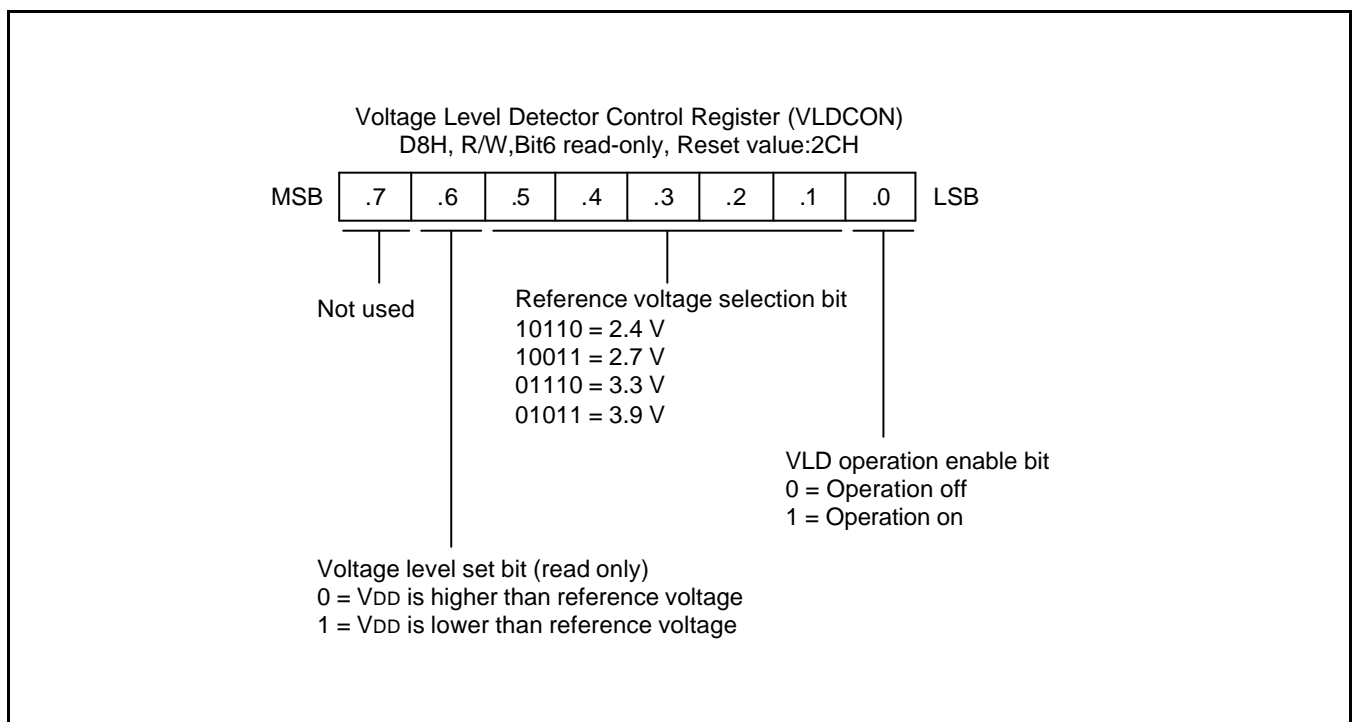 Voltage Level Detector Control Register (VLDCON)
D8H, R/W,Bit6 read-only, Reset value:2CH
MSB .7 .6 .5 .4 .3 .2 .1 .0 LSB
Not used
Reference voltage selection bit
10110 = 2.4 V
10011 = 2.7 V
01110 = 3.3 V
01011 = 3.9 V
VLD operation enable bit
0 = Operation off
1 = Operation on
Voltage level set bit (read only)
0 = VDD is higher than reference voltage
1 = VDD is lower than reference voltage